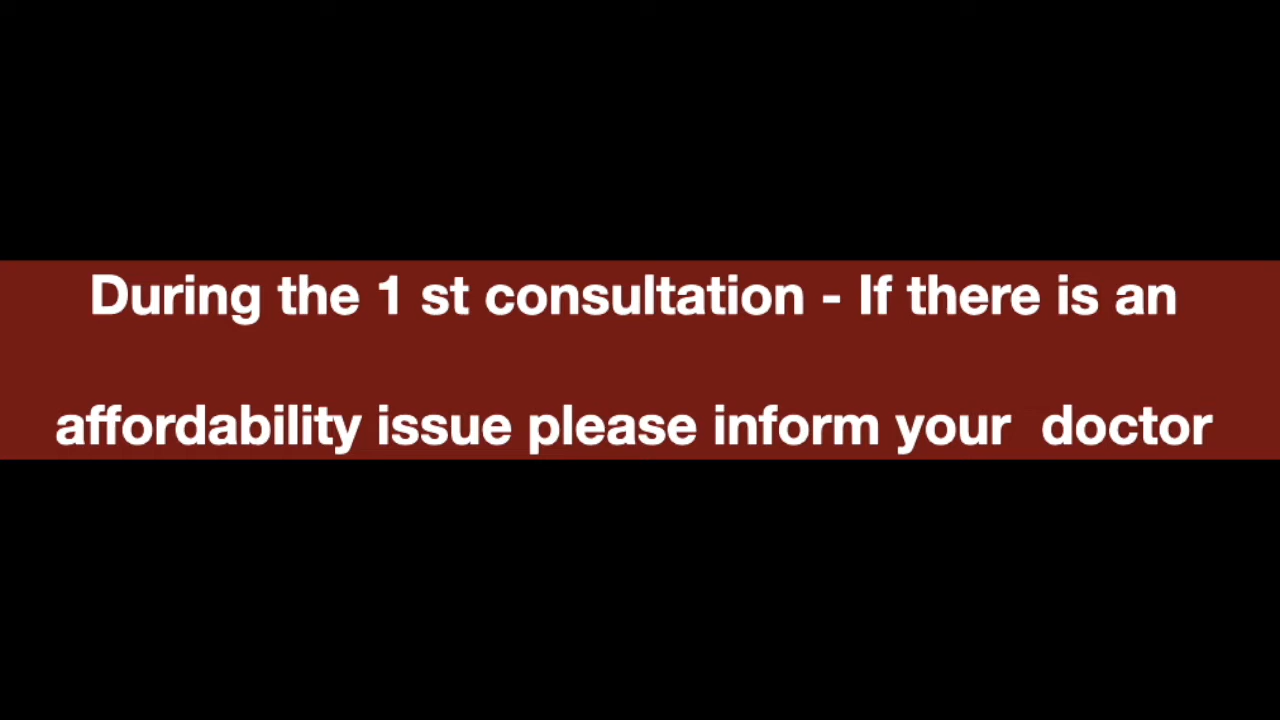 During the 1 st consultation - If there is an
affordability issue please inform your  doctor